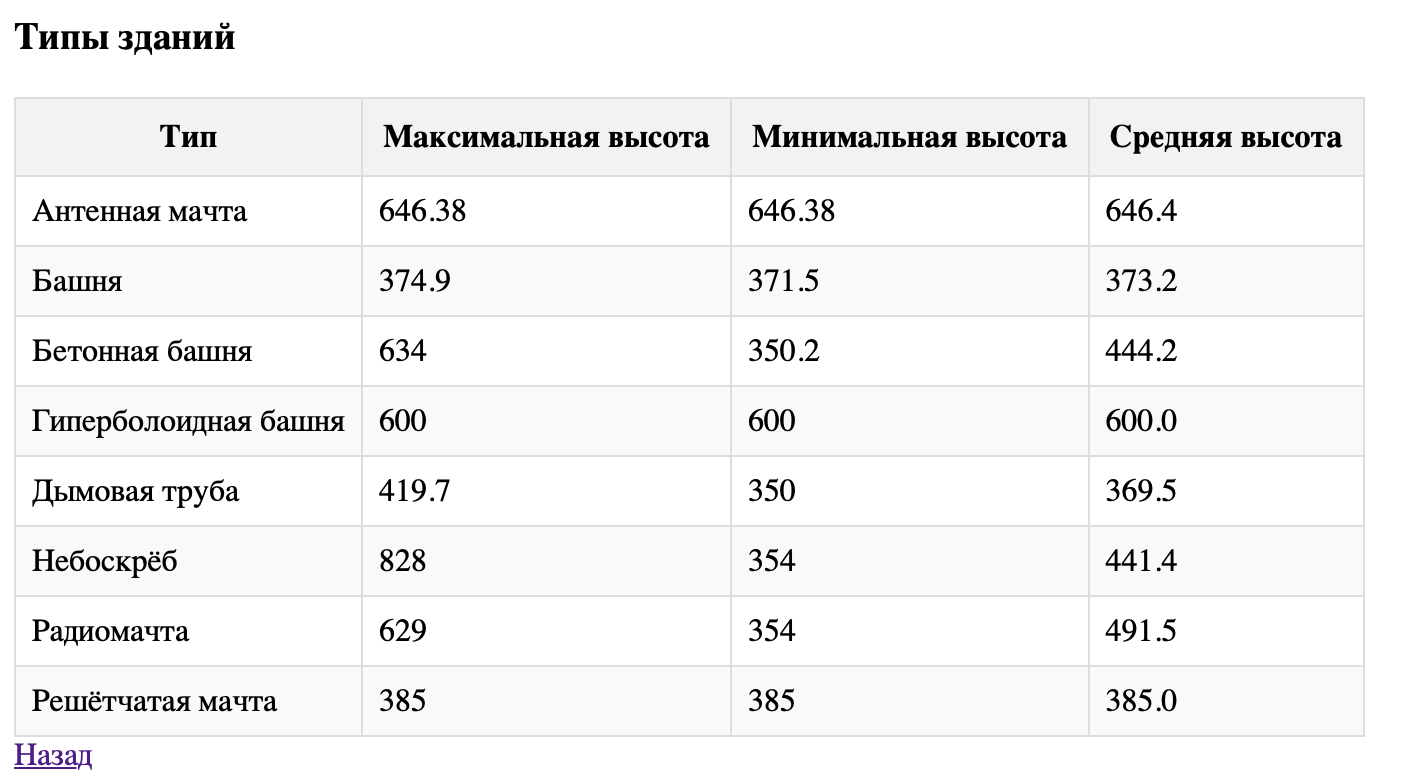 Типы зданий
Тип Максимальная высота Минимальная высота Средняя высота
Антенная мачта 646.38 646.38 646.4
Башня 374.9 371.5 373.2
Бетонная башня 634 350.2 444.2
Гиперболоидная башня 600 600 600.0
Дымовая труба 419.7 350 369.5
Небоскрёб 828 354 441.4
Радиомачта 629 354 491.5
Решётчатая мачта 385 385 385.0
Назад